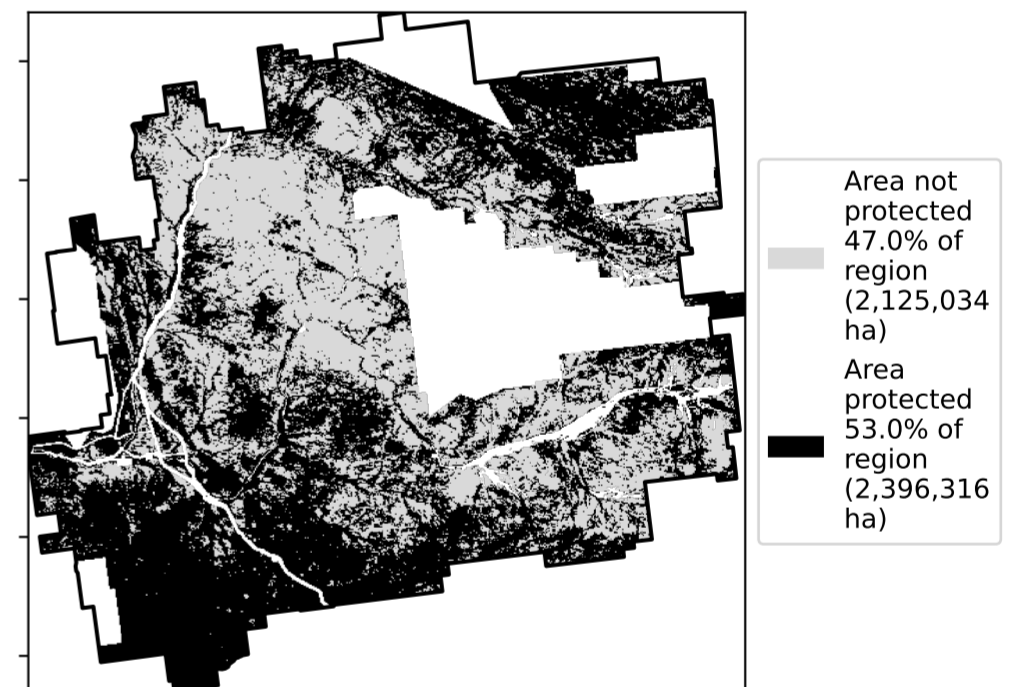 Area not
protected
47.0% of
region
(2,125,034
ha)
Area
protected
53.0% of
region
(2,396,316
ha)